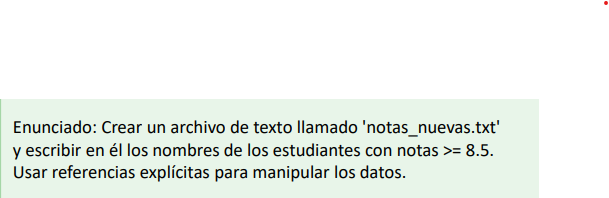 Enunciado: Crear un archivo de texto llamado 'notas_nuevas.txt'
y escribir en él los nombres de los estudiantes con notas >= 8.5.
Usar referencias explícitas para manipular los datos.